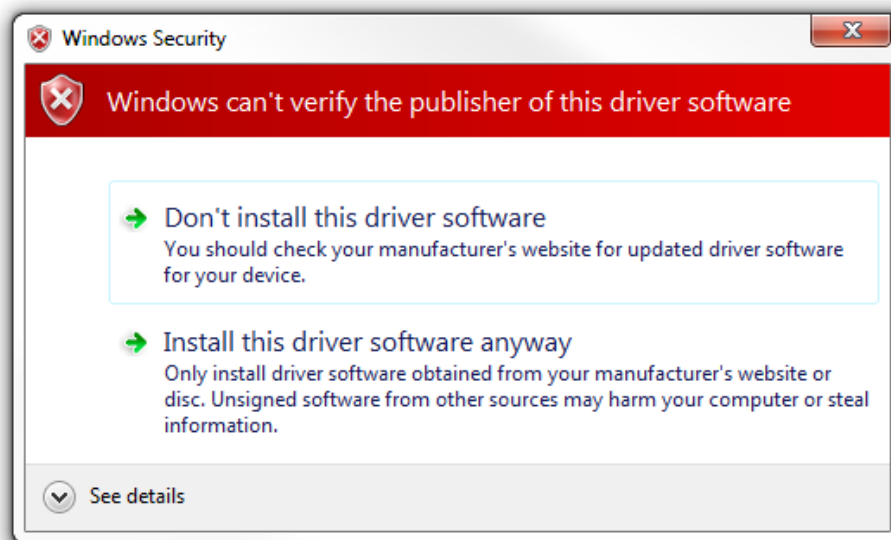 Windows Security
Windows can't verify the publisher of this driver software
Don't install this driver software
You should check your manufacturer's website for updated driver software
for your device.
Install this driver software anyway
Only install driver software obtained from your manufacturer's website or
disc. Unsigned software from other sources may harm your computer or steal
information.
See details